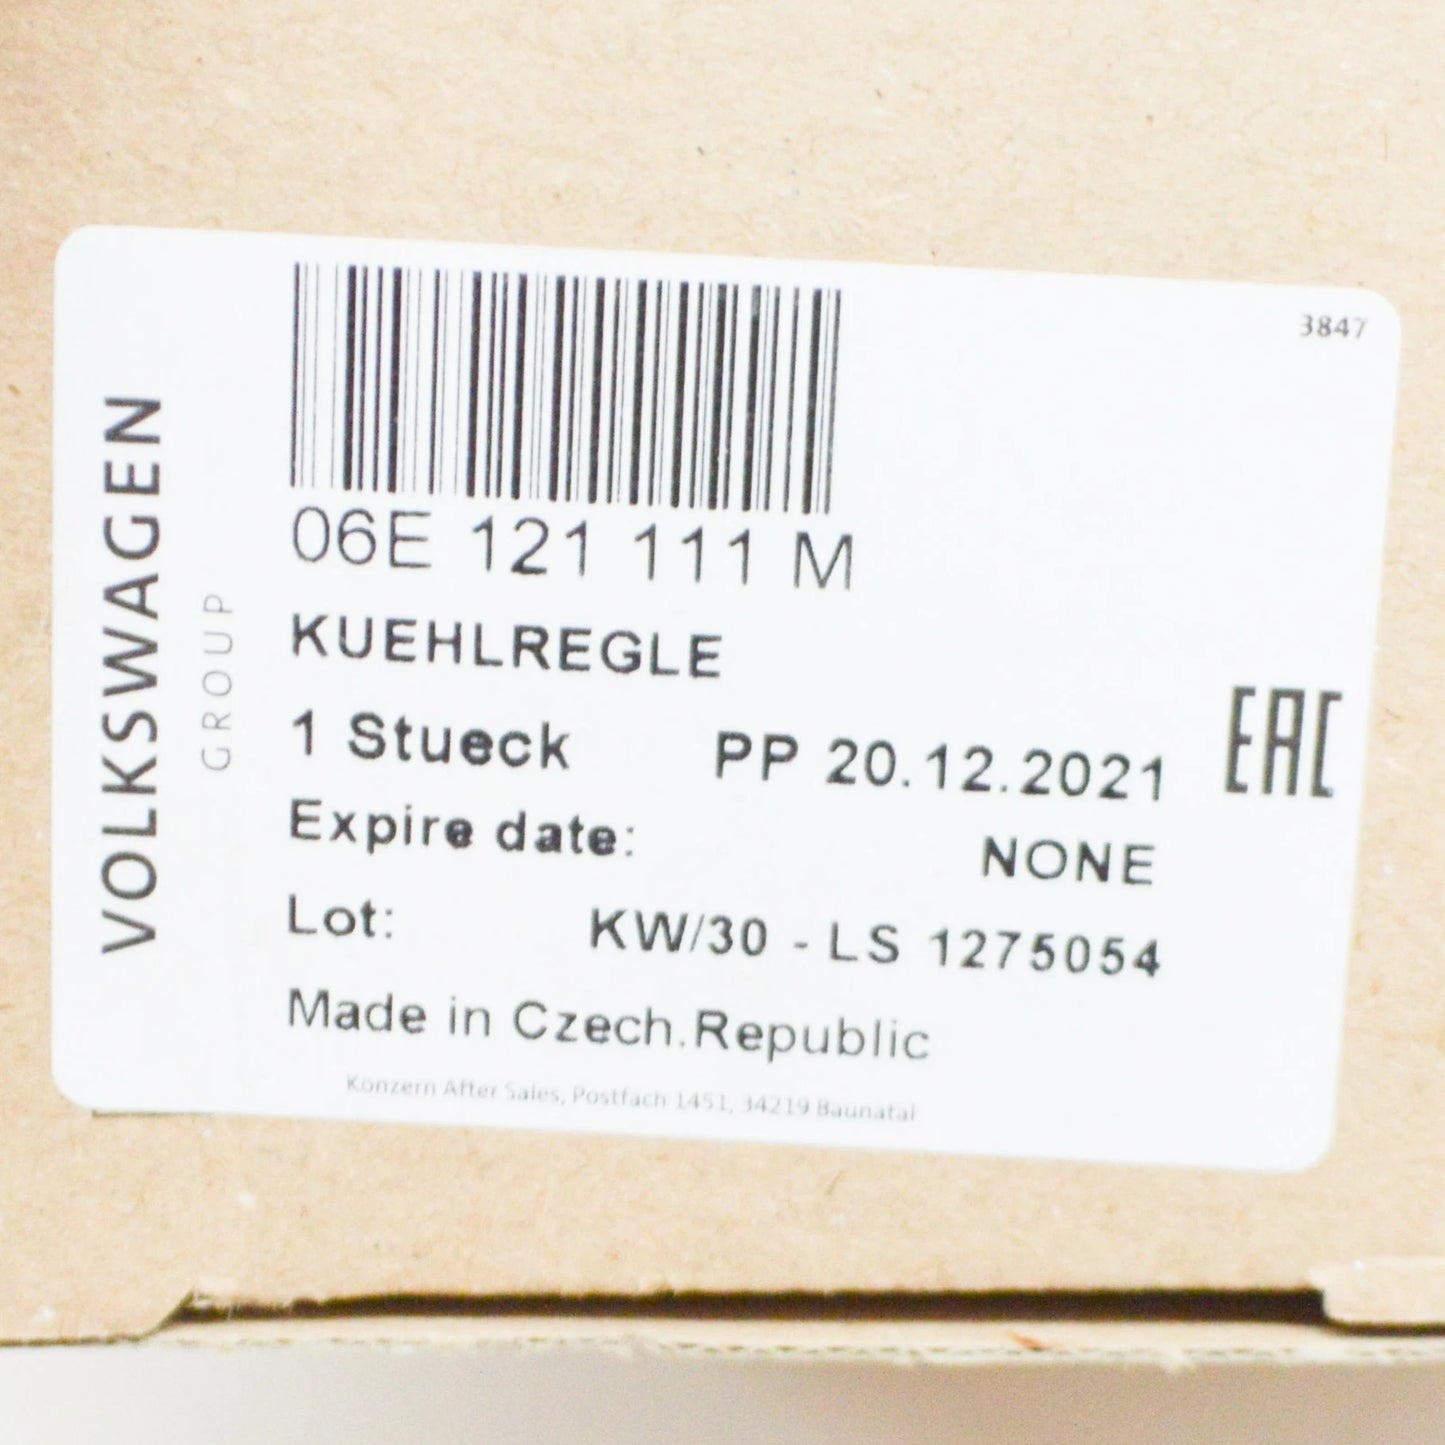 3847
VOLKSWAGEN
GROUP
06E 121 111 M
KUEHLREGLE
1 Stueck PP 20.12.2021
EAC
Expire date: NONE
Lot: KW/30 - LS 1275054
Made in Czech.Republic
Konzern After Sales, Postfach 1451, 34219 Baunatal